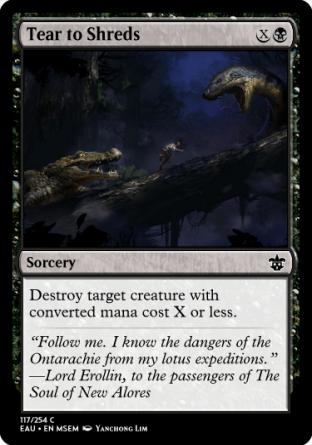 Tear to Shreds X
Sorcery
Destroy target creature with
converted mana cost X or less.
“Follow me. I know the dangers of the
Ontarachie from my lotus expeditions.”
—Lord Erollin, to the passengers of The
Soul of New Alores
117/254 C
EAU • EN MSEM Yanchong Lim